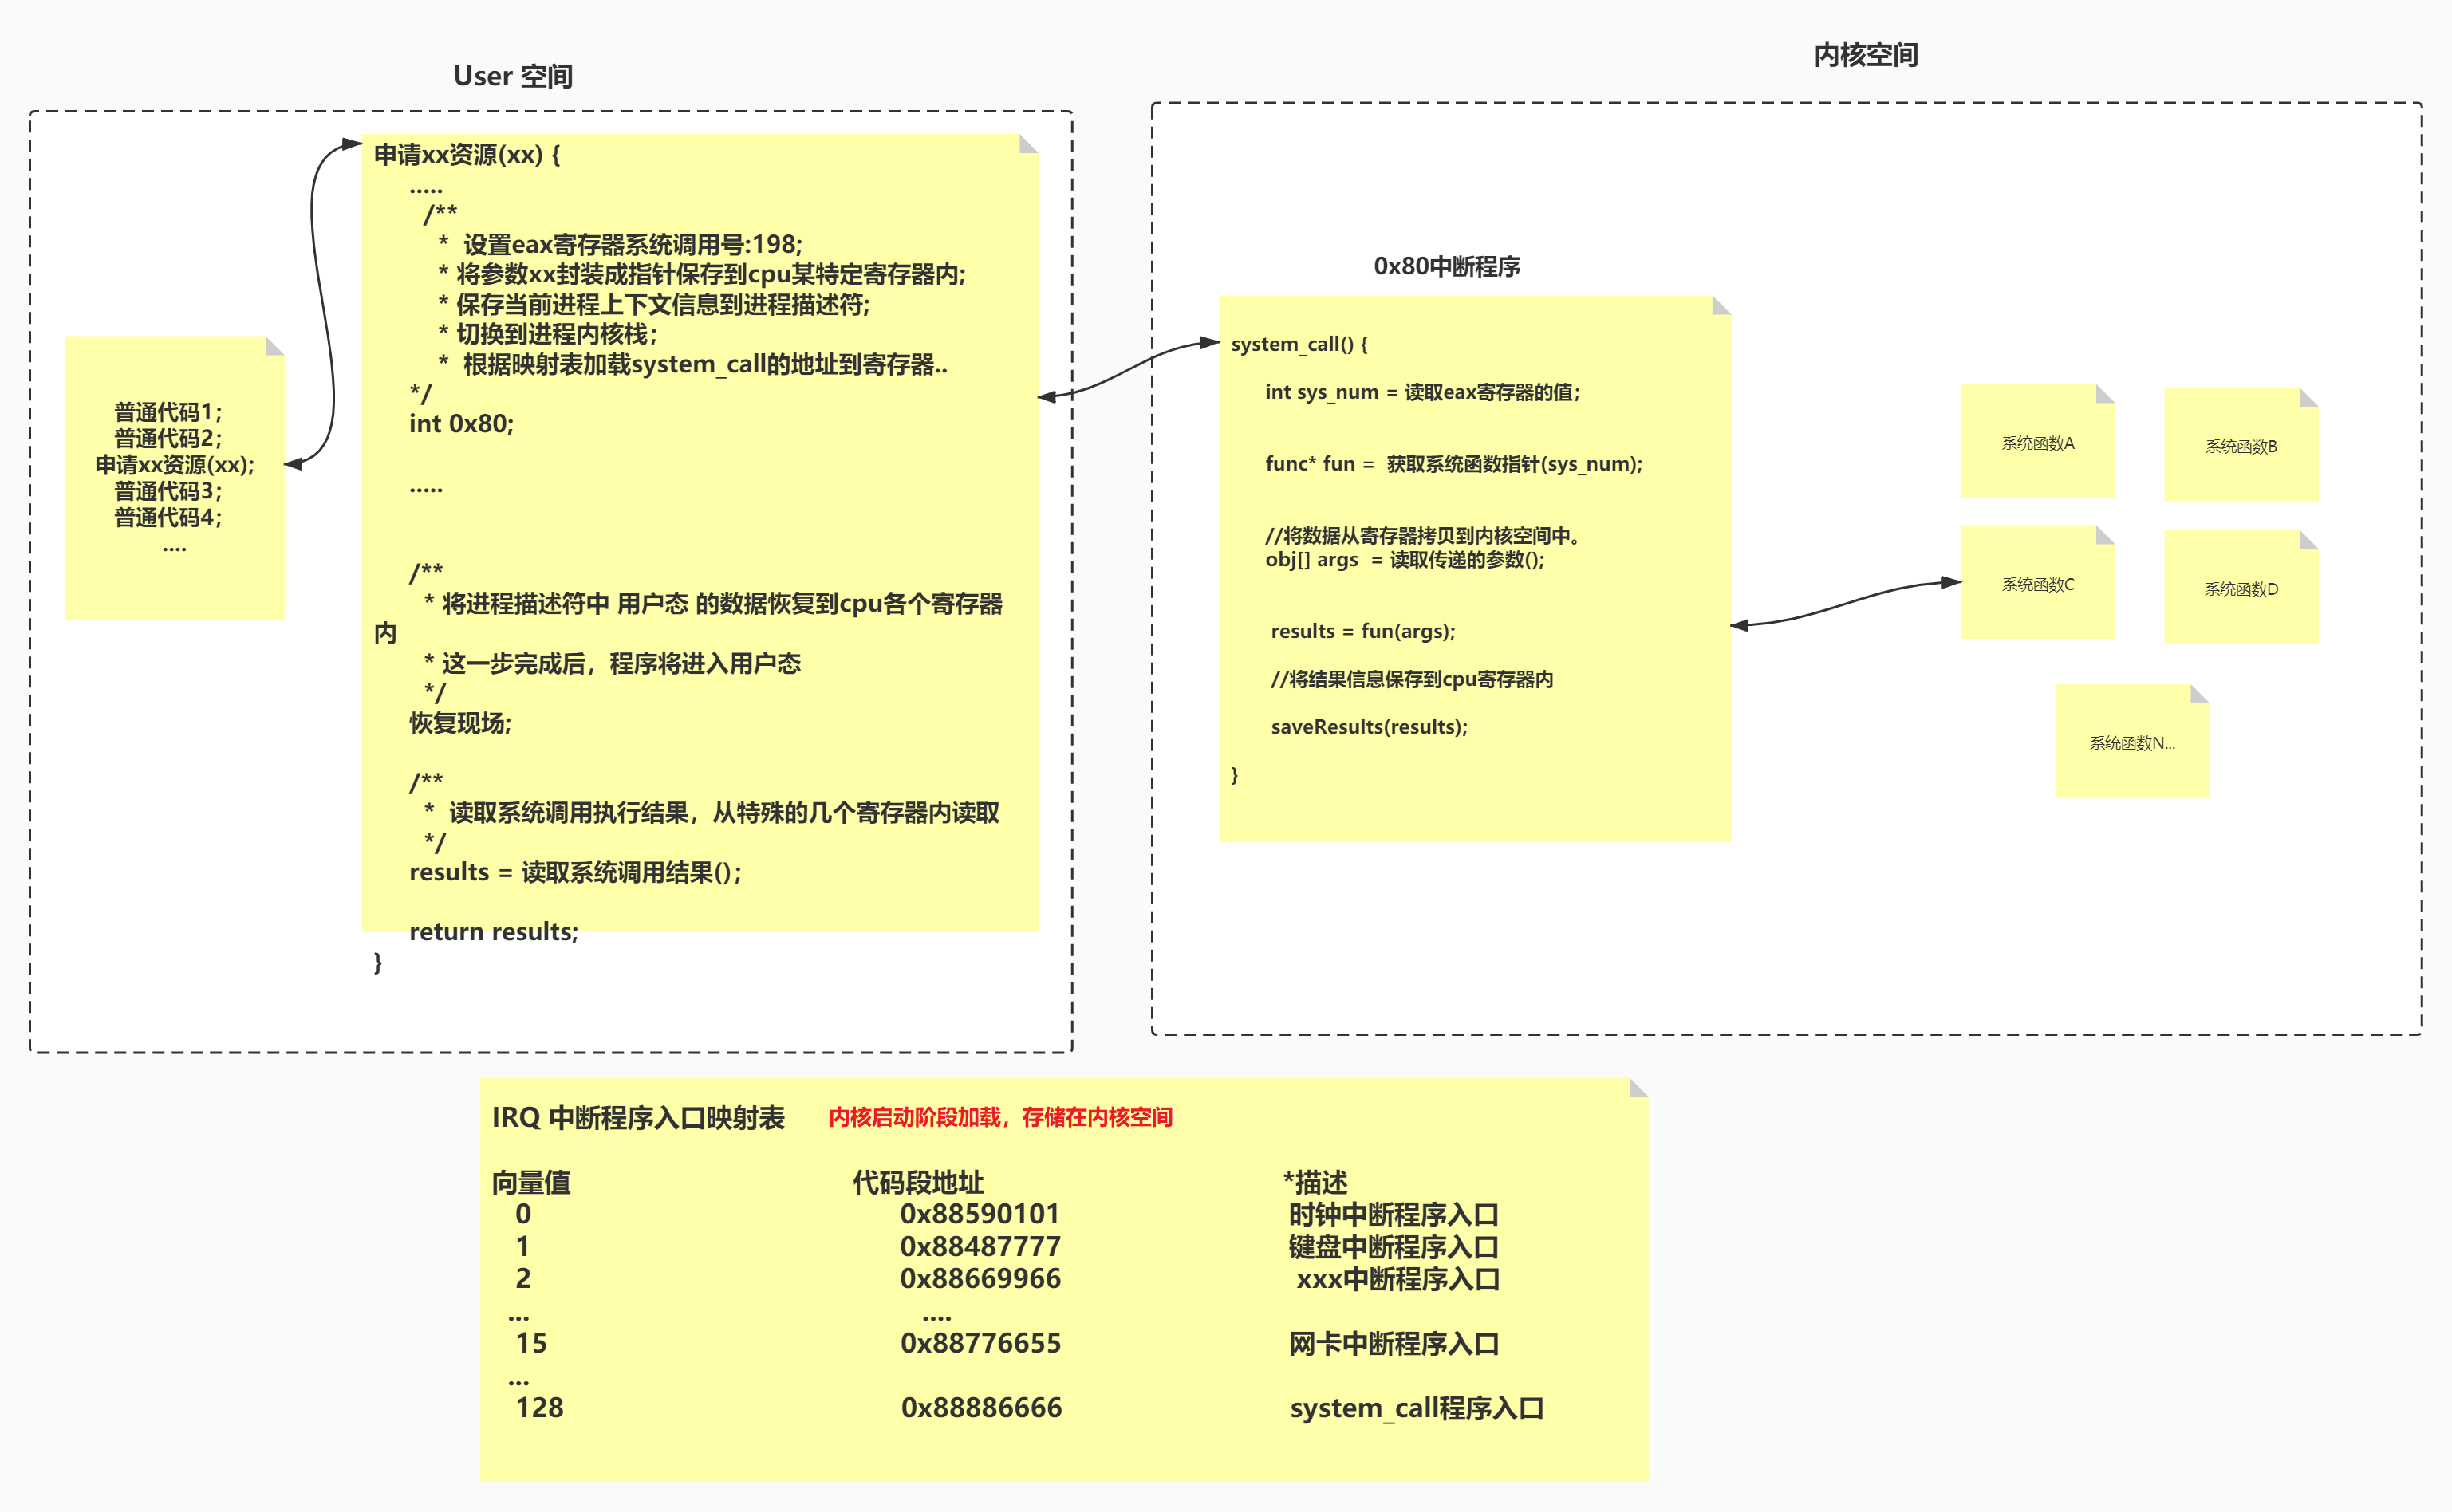 User 空间
申请xx资源(xx) {
.....
/**
* 设置eax寄存器系统调用号:198;
* 将参数xx封装成指针保存到cpu某特定寄存器内;
* 保存当前进程上下文信息到进程描述符;
* 切换到进程内核栈；
* 根据映射表加载system_call的地址到寄存器..
*/
int 0x80;
.....
/**
* 将进程描述符中 用户态 的数据恢复到cpu各个寄存器
内
* 这一步完成后，程序将进入用户态
*/
恢复现场;
/**
* 读取系统调用执行结果，从特殊的几个寄存器内读取
*/
results = 读取系统调用结果()；
return results;
}
普通代码1；
普通代码2；
申请xx资源(xx);
普通代码3；
普通代码4；
....
内核空间
0x80中断程序
system_call() {
int sys_num = 读取eax寄存器的值；
func* fun = 获取系统函数指针(sys_num);
//将数据从寄存器拷贝到内核空间中。
obj[] args = 读取传递的参数();
results = fun(args);
//将结果信息保存到cpu寄存器内
saveResults(results);
}
系统函数A
系统函数B
系统函数C
系统函数D
系统函数N...
IRQ 中断程序入口映射表 内核启动阶段加载，存储在内核空间
向量值 代码段地址 *描述
0 0x88590101 时钟中断程序入口
1 0x88487777 键盘中断程序入口
2 0x88669966 xxx中断程序入口
... ....
15 0x88776655 网卡中断程序入口
...
128 0x88886666 system_call程序入口